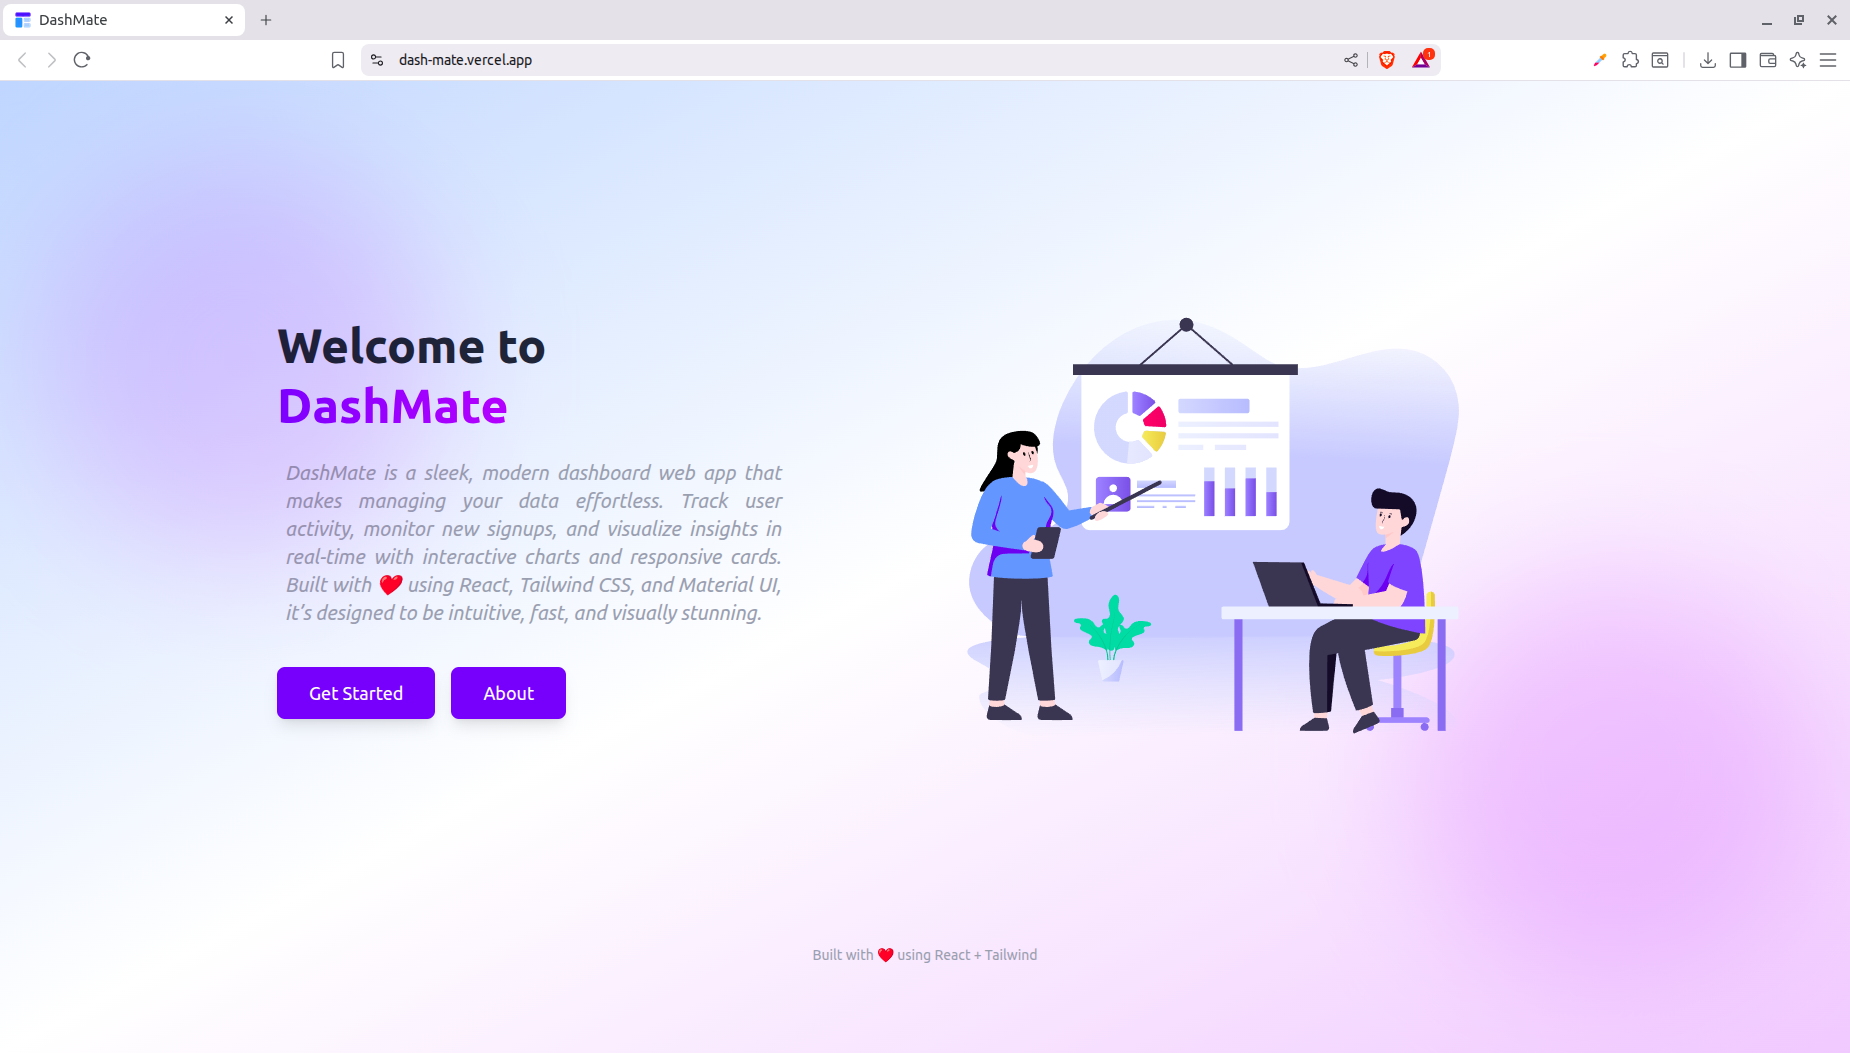 DashMate
dash-mate.vercel.app
1
Welcome to
DashMate
DashMate is a sleek, modern dashboard web app that
makes managing your data effortless. Track user
activity, monitor new signups, and visualize insights in
real-time with interactive charts and responsive cards.
Built with ❤️ using React, Tailwind CSS, and Material UI,
it’s designed to be intuitive, fast, and visually stunning.
Get Started
About
Built with ❤️ using React + Tailwind